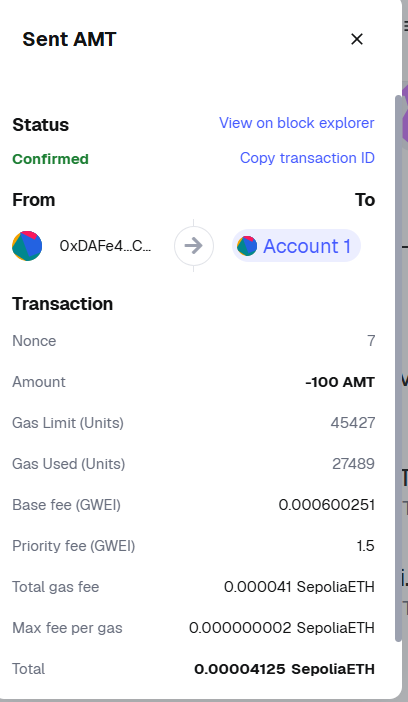 Sent AMT
Status
View on block explorer
Confirmed
Copy transaction ID
From
To
0xDAFe4...C...
Account 1
Transaction
Nonce
7
Amount
-100 AMT
Gas Limit (Units)
45427
Gas Used (Units)
27489
Base fee (GWEI)
0.000600251
Priority fee (GWEI)
1.5
Total gas fee
0.000041 SepoliaETH
Max fee per gas
0.000000002 SepoliaETH
Total
0.00004125 SepoliaETH